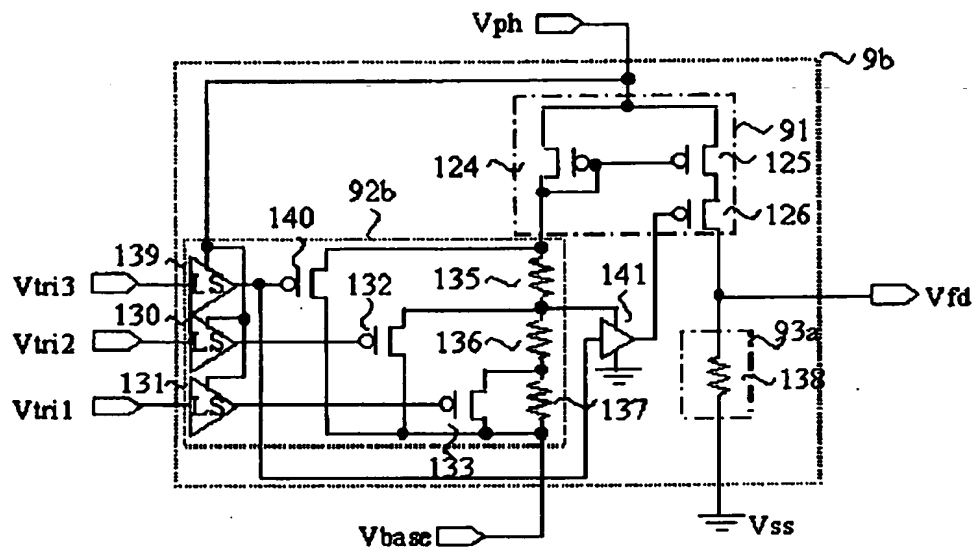 Vph
9b
91
124
125
92b
126
140
139
LS
Vtri3
132
135
141
130
LS
Vtri2
Vfd
136
93a
131
LS
Vtri1
137
138
133
Vss
Vbase